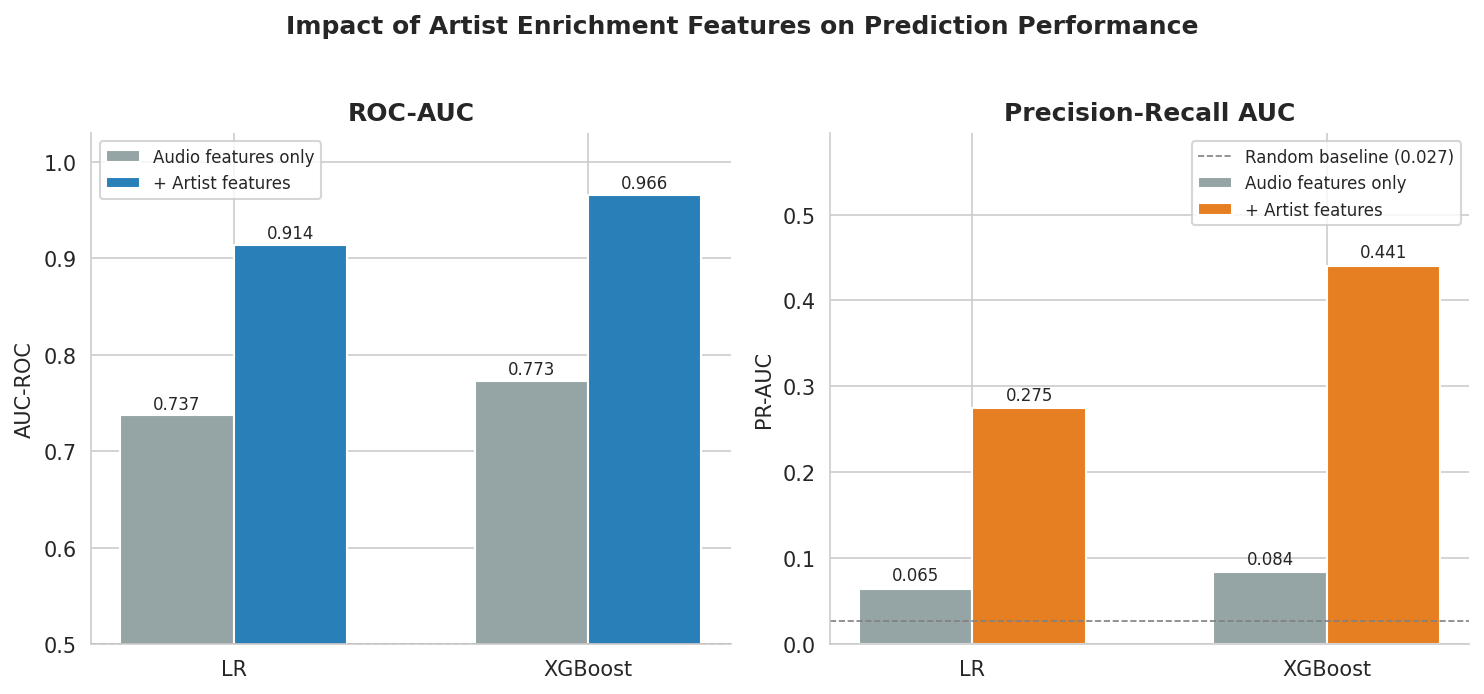 Impact of Artist Enrichment Features on Prediction Performance
ROC-AUC
Audio features only
+ Artist features
AUC-ROC
1.0
0.9
0.8
0.7
0.6
0.5
0.737
0.914
0.773
0.966
LR
XGBoost
Precision-Recall AUC
Random baseline (0.027)
Audio features only
+ Artist features
PR-AUC
0.5
0.4
0.3
0.2
0.1
0.0
0.065
0.275
0.084
0.441
LR
XGBoost